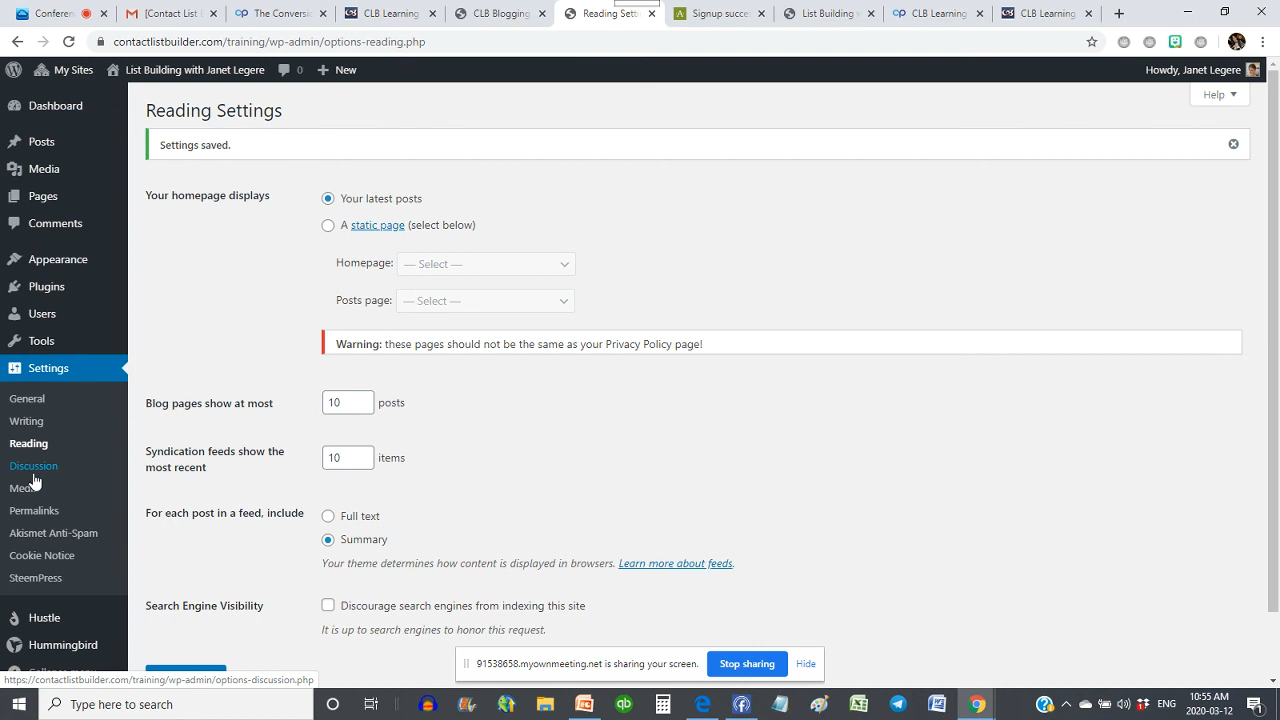 Conferen
[Contact List
The Conversi
CLB Learning
CLB Blogging
Reading Setti
Signup succe
List Building w
CLB Learning
CLB Learning
contactlistbuilder.com/training/wp-admin/options-reading.php
My Sites
List Building with Janet Legere
0
New
Howdy, Janet Legere
Dashboard
Posts
Media
Pages
Comments
Appearance
Plugins
Users
Tools
Settings
General
Writing
Reading
Discussion
Permalinks
Akismet Anti-Spam
Cookie Notice
SteemPress
Hustle
Hummingbird
Help
Reading Settings
Settings saved.
Your homepage displays
Your latest posts
A static page (select below)
Homepage: — Select —
Posts page: — Select —
Warning: these pages should not be the same as your Privacy Policy page!
Blog pages show at most 10 posts
Syndication feeds show the most recent 10 items
For each post in a feed, include
Full text
Summary
Your theme determines how content is displayed in browsers. Learn more about feeds.
Search Engine Visibility
Discourage search engines from indexing this site
It is up to search engines to honor this request.
91538658.myownmeeting.net is sharing your screen.
Stop sharing
Hide
https://contactlistbuilder.com/training/wp-admin/options-discussion.php
Type here to search
ENG
10:55 AM
2020-03-12